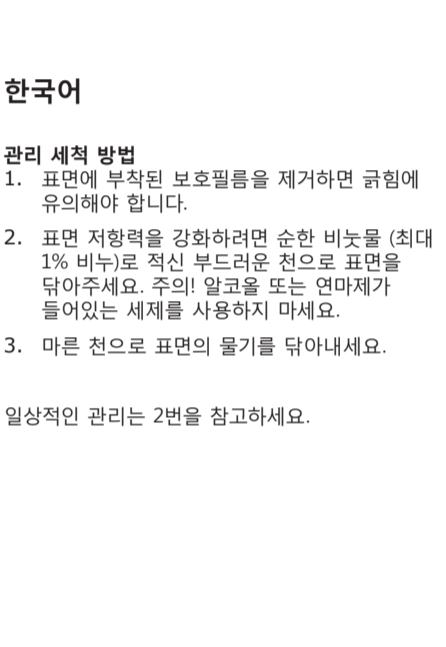 한국어
관리 세척 방법
1. 표면에 부착된 보호필름을 제거하면 긁힘에
유의해야 합니다.
2. 표면 저항력을 강화하려면 순한 비눗물 (최대
1% 비누)로 적신 부드러운 천으로 표면을
닦아주세요. 주의! 알코올 또는 연마제가
들어있는 세제를 사용하지 마세요.
3. 마른 천으로 표면의 물기를 닦아내세요.
일상적인 관리는 2번을 참고하세요.